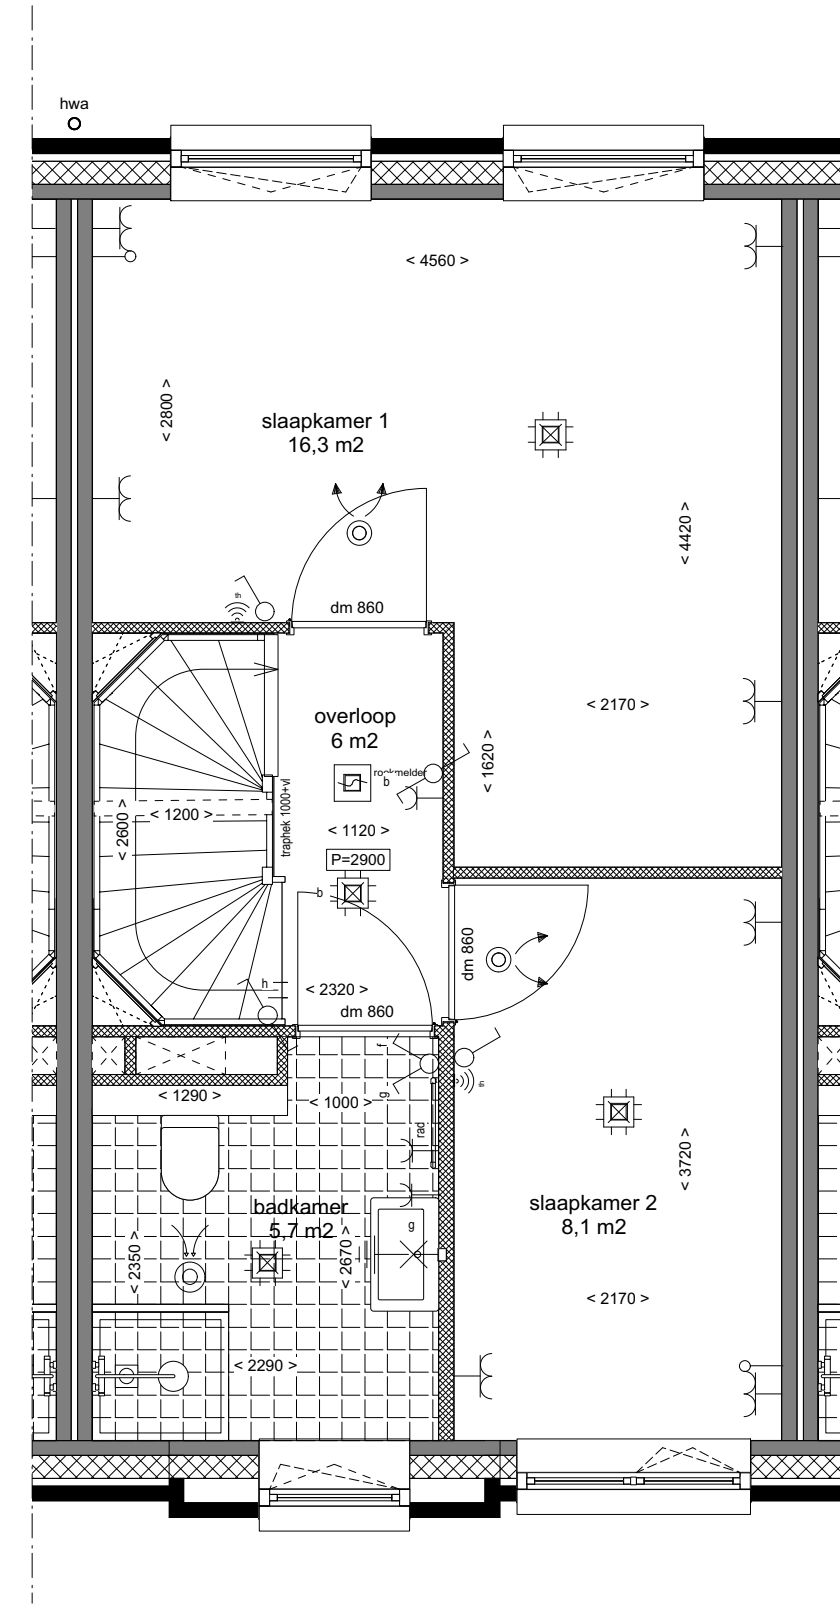 hwa
< 4560 >
< 2800 >
slaapkamer 1
16,3 m2
< 4420 >
th
dm 860
< 2170 >
overloop
6 m2
< 1620 >
rookmelder
b
traphek 1000+vl
< 2600 >
< 1200 >
< 1120 >
P=2900
b
dm 860
h
< 2320 >
dm 860
f
< 1290 >
< 1000 >
g
th
rad
< 3720 >
badkamer
5,7 m2
slaapkamer 2
8,1 m2
g
< 2350 >
< 2670 >
< 2170 >
< 2290 >